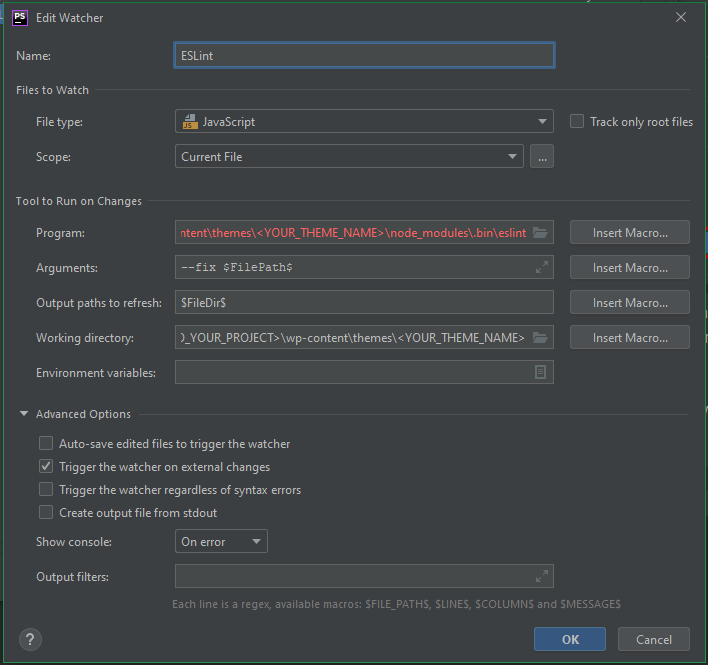 PS Edit Watcher
Name: ESLint
Files to Watch
File type: JS JavaScript Track only root files
Scope: Current File ...
Tool to Run on Changes
Program: ntent\themes\<YOUR_THEME_NAME>\node_modules\.bin\eslint Insert Macro...
Arguments: --fix $FilePath$ Insert Macro...
Output paths to refresh: $FileDir$ Insert Macro...
Working directory: O_YOUR_PROJECT>\wp-content\themes\<YOUR_THEME_NAME> Insert Macro...
Environment variables:
Advanced Options
Auto-save edited files to trigger the watcher
Trigger the watcher on external changes
Trigger the watcher regardless of syntax errors
Create output file from stdout
Show console: On error
Output filters:
Each line is a regex, available macros: $FILE_PATH$, $LINE$, $COLUMN$ and $MESSAGE$
? OK Cancel